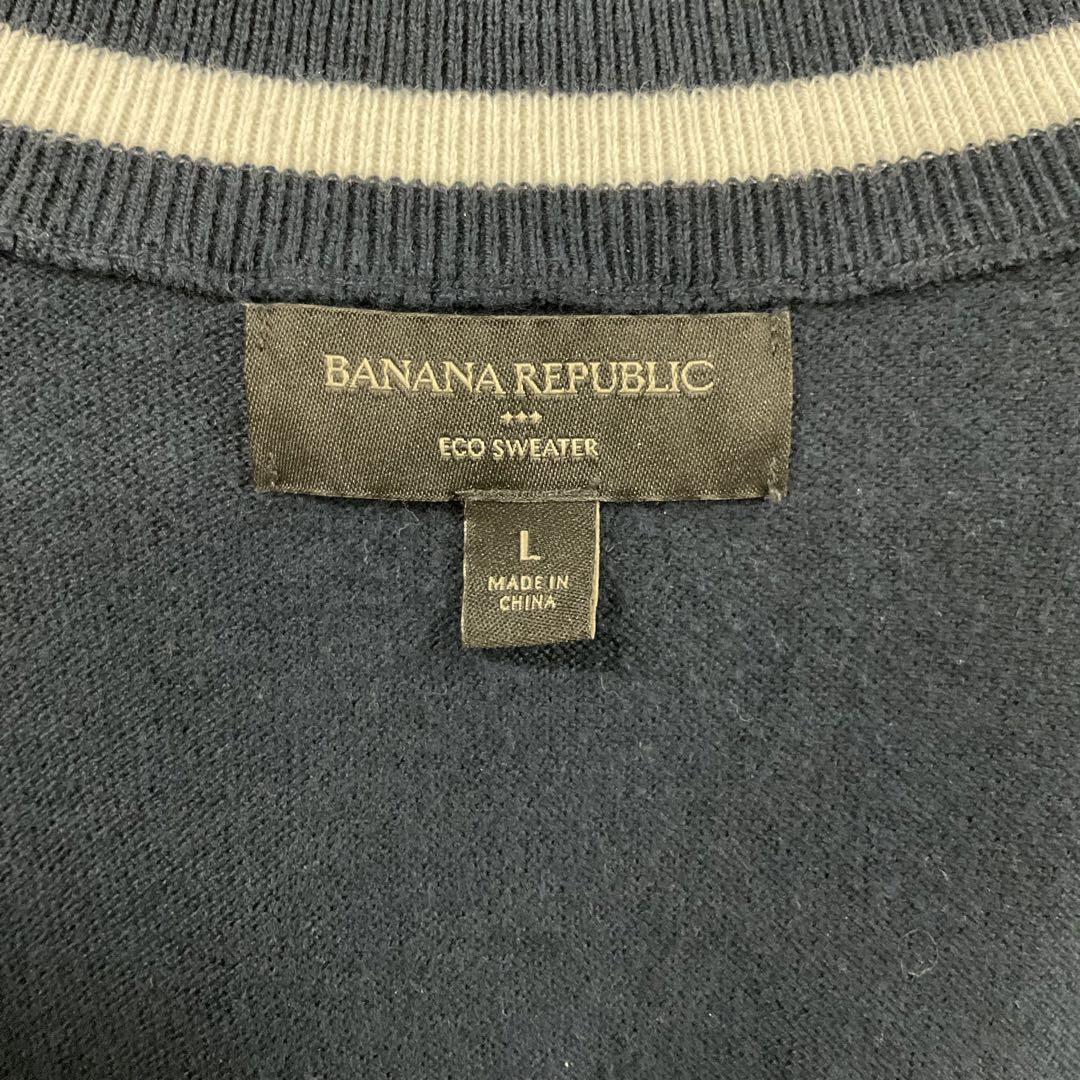 BANANA REPUBLIC
ECO SWEATER
L
MADE IN
CHINA